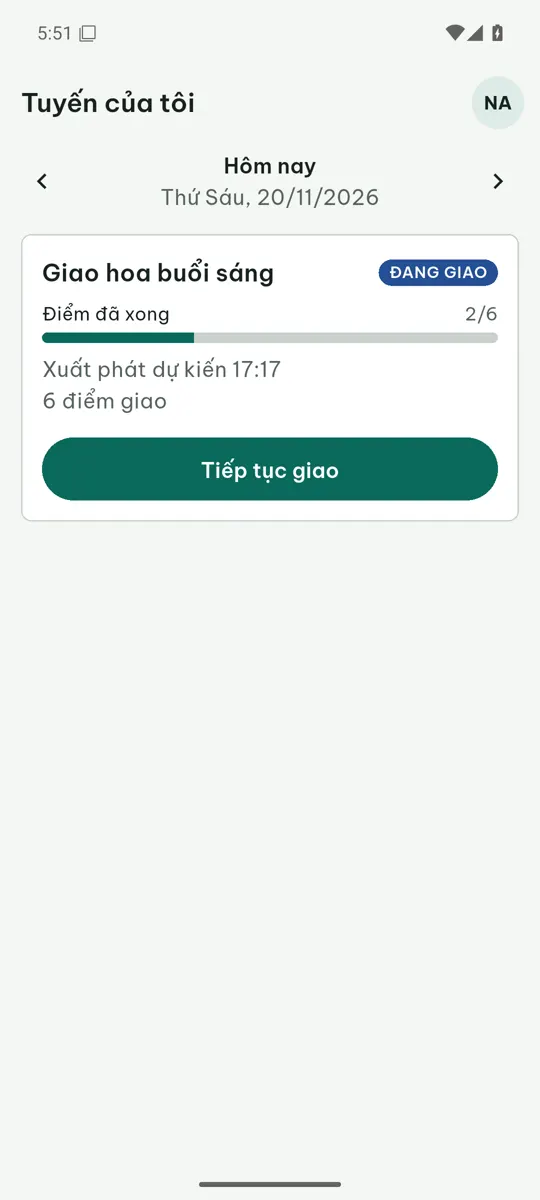 5:51
Tuyến của tôi
NA
Hôm nay
Thứ Sáu, 20/11/2026
Giao hoa buổi sáng
ĐANG GIAO
Điểm đã xong
2/6
Xuất phát dự kiến 17:17
6 điểm giao
Tiếp tục giao